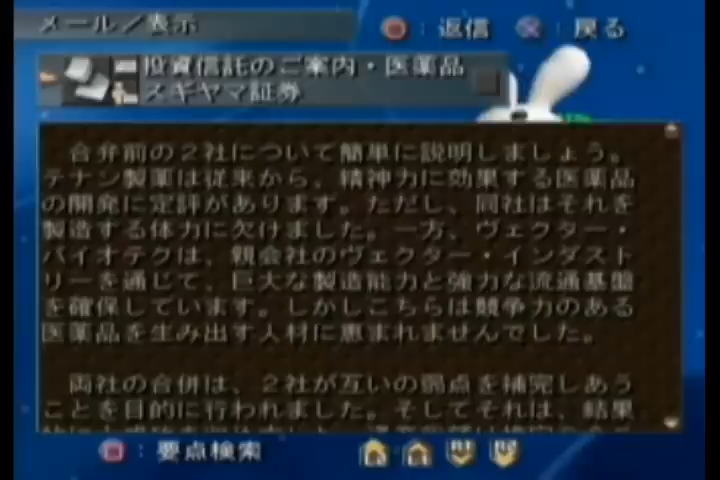 メール／表示
：返信 ：戻る
投資信託のご案内・医薬品
スギヤマ証券
合弁前の２社について簡単に説明しましょう。
テナン製薬は従来から、精神力に効果する医薬品
の開発に定評があります。ただし、同社はそれを
製造する体力に欠けました。一方、ヴェクター・
バイオテクは、親会社のヴェクター・インダスト
リーを通じて、巨大な製造能力と強力な流通基盤
を確保しています。しかしこちらは競争力のある
医薬品を生み出す人材に恵まれませんでした。
両社の合併は、２社が互いの弱点を補完しあう
ことを目的に行われました。そしてそれは、結果
：要点検索